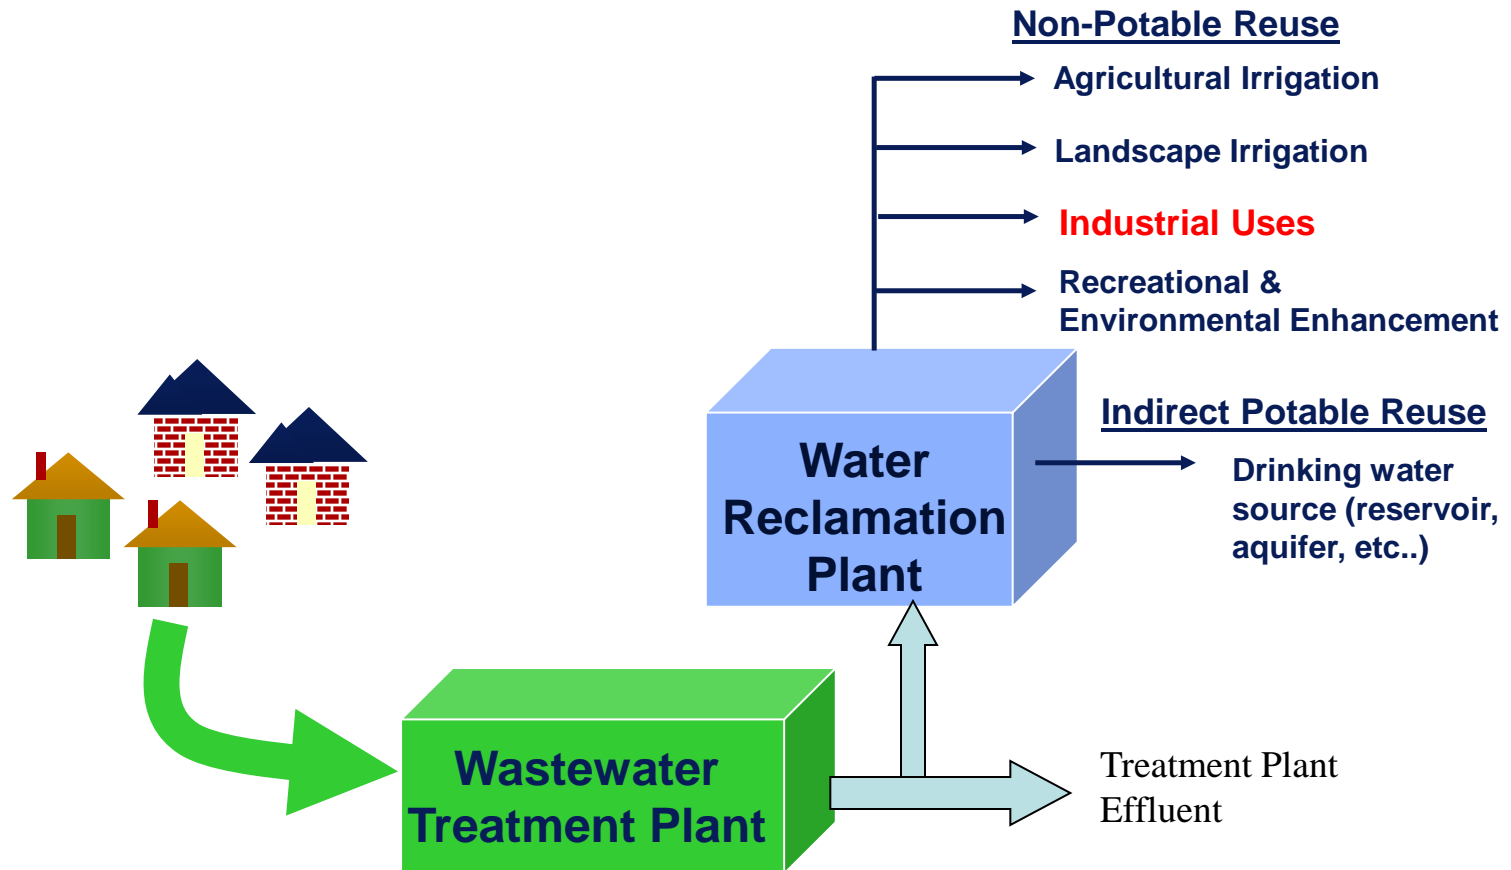 Non-Potable Reuse
Agricultural Irrigation
Landscape Irrigation
Industrial Uses
Recreational &
Environmental Enhancement
Indirect Potable Reuse
Drinking water
source (reservoir,
aquifer, etc..)
Water
Reclamation
Plant
Wastewater
Treatment Plant
Treatment Plant
Effluent